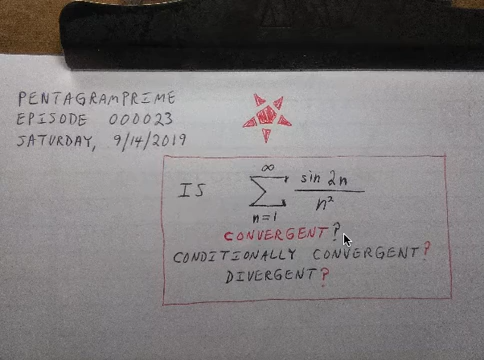 PENTAGRAMPRIME
EPISODE 000023
SATURDAY, 9/14/2019
IS ∞ ∑ n=1 sin 2n / n²
CONVERGENT?
CONDITIONALLY CONVERGENT?
DIVERGENT?